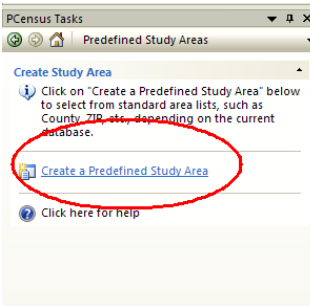 PCensus Tasks
Predefined Study Areas
Create Study Area
Click on "Create a Predefined Study Area" below
to select from standard area lists, such as
County, ZIP, etc., depending on the current
database.
Create a Predefined Study Area
Click here for help